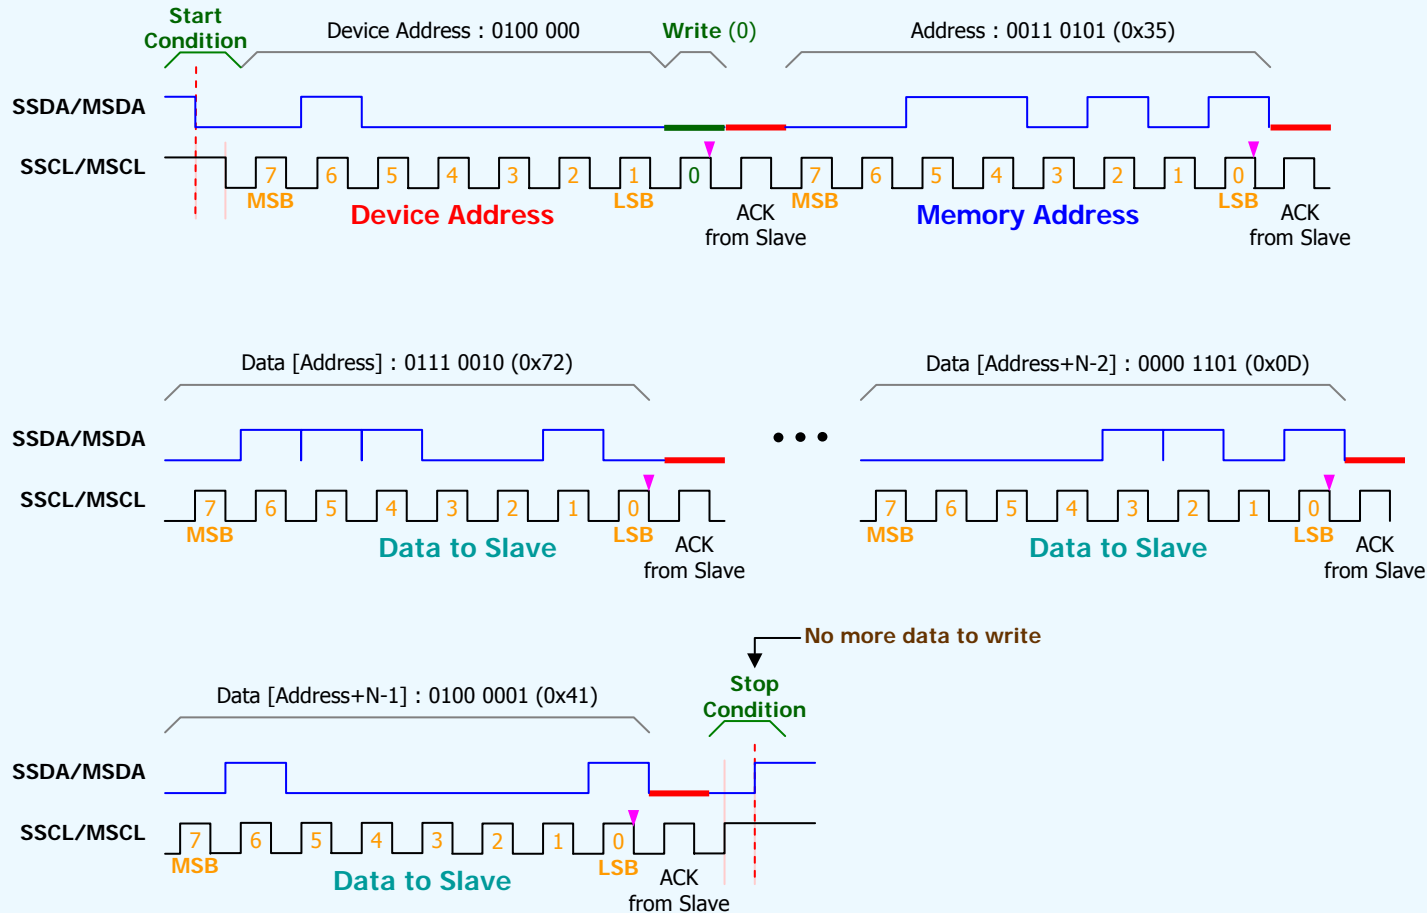 Start
Condition
Device Address : 0100 000
Write (0)
Address : 0011 0101 (0x35)
SSDA/MSDA
SSCL/MSCL
7 6 5 4 3 2 1 0 7 6 5 4 3 2 1 0
MSB LSB MSB LSB
Device Address
ACK
from Slave
Memory Address
ACK
from Slave
Data [Address] : 0111 0010 (0x72)
Data [Address+N-2] : 0000 1101 (0x0D)
SSDA/MSDA
SSCL/MSCL
7 6 5 4 3 2 1 0 7 6 5 4 3 2 1 0
MSB LSB MSB LSB
Data to Slave
ACK
from Slave
Data to Slave
ACK
from Slave
No more data to write
Data [Address+N-1] : 0100 0001 (0x41)
Stop
Condition
SSDA/MSDA
SSCL/MSCL
7 6 5 4 3 2 1 0
MSB LSB
Data to Slave
ACK
from Slave